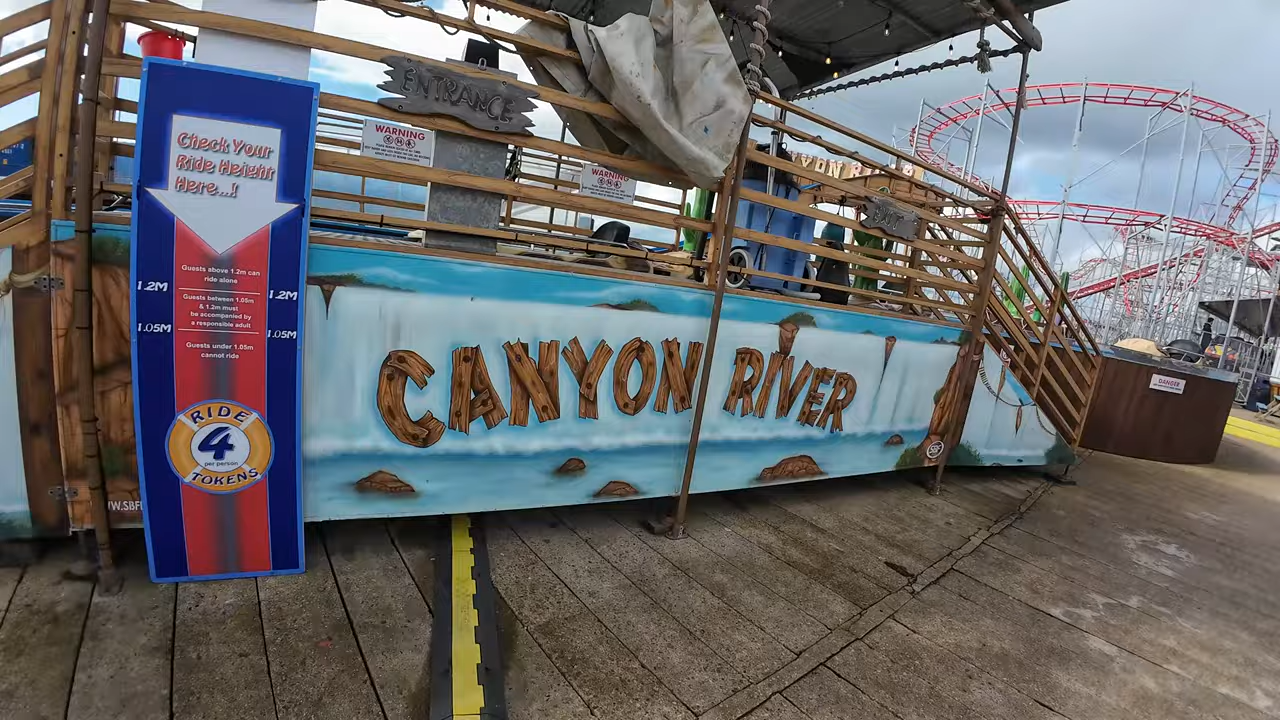 Check Your
Ride Height
Here...!
Guests above 1.2m can
ride alone
1.2M
1.2M
Guests between 1.05m
& 1.2m must
be accompanied by
a responsible adult
1.05M
1.05M
Guests under 1.05m
cannot ride
RIDE
4
per person
TOKENS
ENTRANCE
WARNING
WARNING
CANYON RIVER
EXIT
DANGER